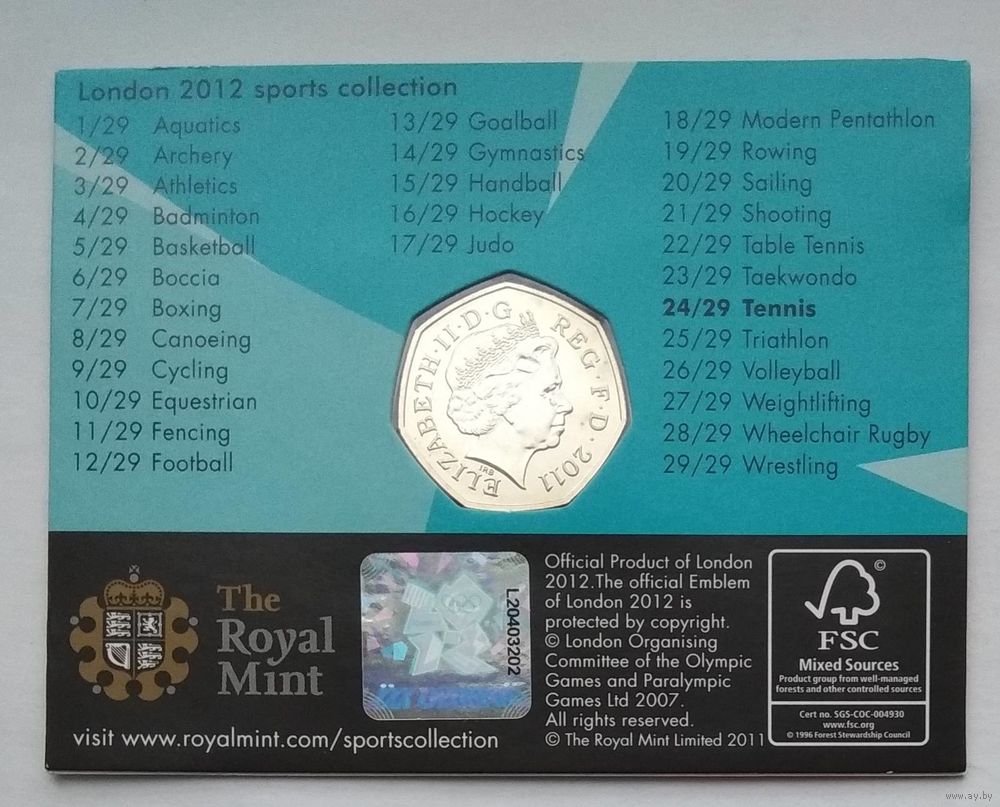 London 2012 sports collection
1/29 Aquatics
2/29 Archery
3/29 Athletics
4/29 Badminton
5/29 Basketball
6/29 Boccia
7/29 Boxing
8/29 Canoeing
9/29 Cycling
10/29 Equestrian
11/29 Fencing
12/29 Football
13/29 Goalball
14/29 Gymnastics
15/29 Handball
16/29 Hockey
17/29 Judo
18/29 Modern Pentathlon
19/29 Rowing
20/29 Sailing
21/29 Shooting
22/29 Table Tennis
23/29 Taekwondo
24/29 Tennis
25/29 Triathlon
26/29 Volleyball
27/29 Weightlifting
28/29 Wheelchair Rugby
29/29 Wrestling
ELIZABETH·II·D·G REG·F·D·2011
IRB
The
Royal
Mint
visit www.royalmint.com/sportscollection
L20403202
Official Product of London
2012.The official Emblem
of London 2012 is
protected by copyright.
© London Organising
Committee of the Olympic
Games and Paralympic
Games Ltd 2007.
All rights reserved.
© The Royal Mint Limited 2011
©
FSC
Mixed Sources
Product group from well-managed
forests and other controlled sources
Cert no. SGS-COC-004930
www.fsc.org
© 1996 Forest Stewardship Council
www.ay.by